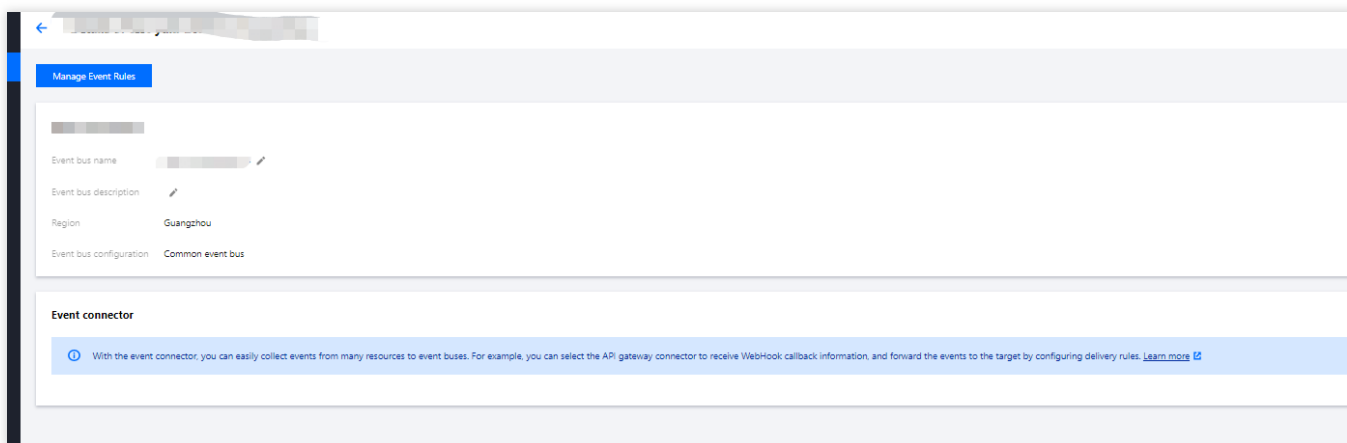 Manage Event Rules
Event bus name
Event bus description
Region Guangzhou
Event bus configuration Common event bus
Event connector
With the event connector, you can easily collect events from many resources to event buses. For example, you can select the API gateway connector to receive WebHook callback information, and forward the events to the target by configuring delivery rules. Learn more